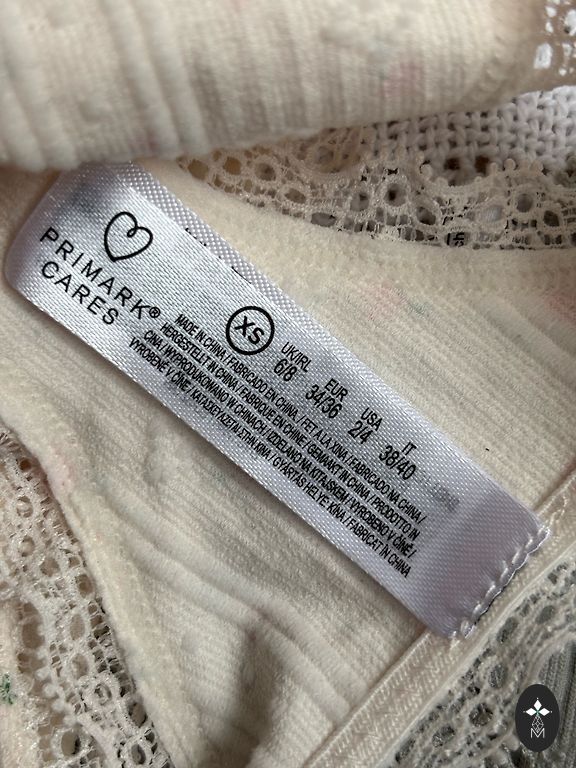 PRIMARK®
CARES
XS
UK/IRL EUR USA IT
6/8 34/36 2/4 38/40
MADE IN CHINA / FABRICADO EN CHINA / FET A LA XINA / FABRICADO NA CHINA /
HERGESTELLT IN CHINA / FABRIQUÉ EN CHINE / GEMAAKT IN CHINA / PRODOTTO IN
CINA / WYPRODUKOWANO W CHINACH / IZDELANO NA KITAJSKEM / VYROBENO V ČÍNĚ /
VYROBENÉ V ČÍNE / ΚΑΤΑΣΚΕΥΑΖΕΤΑΙ ΣΤΗΝ ΚΙΝΑ / GYÁRTÁS HELYE KÍNA / FABRICAT ÎN CHINA
M